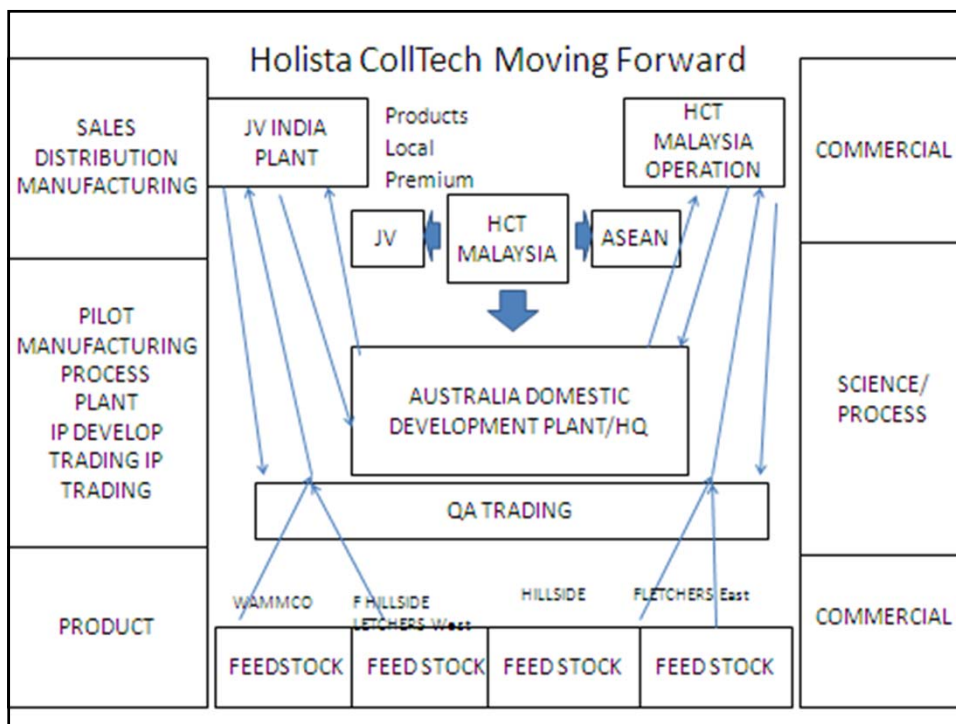 Holista CollTech Moving Forward
SALES
DISTRIBUTION
MANUFACTURING
JV INDIA
PLANT
Products
Local
Premium
HCT
MALAYSIA
OPERATION
COMMERCIAL
JV
HCT
MALAYSIA
ASEAN
PILOT
MANUFACTURING
PROCESS
PLANT
IP DEVELOP
TRADING IP
TRADING
AUSTRALIA DOMESTIC
DEVELOPMENT PLANT/HQ
SCIENCE/
PROCESS
QA TRADING
PRODUCT
WAMMCO
F HILLSIDE
LETCHERS West
HILLSIDE
FLETCHERS East
COMMERCIAL
FEEDSTOCK
FEED STOCK
FEED STOCK
FEED STOCK